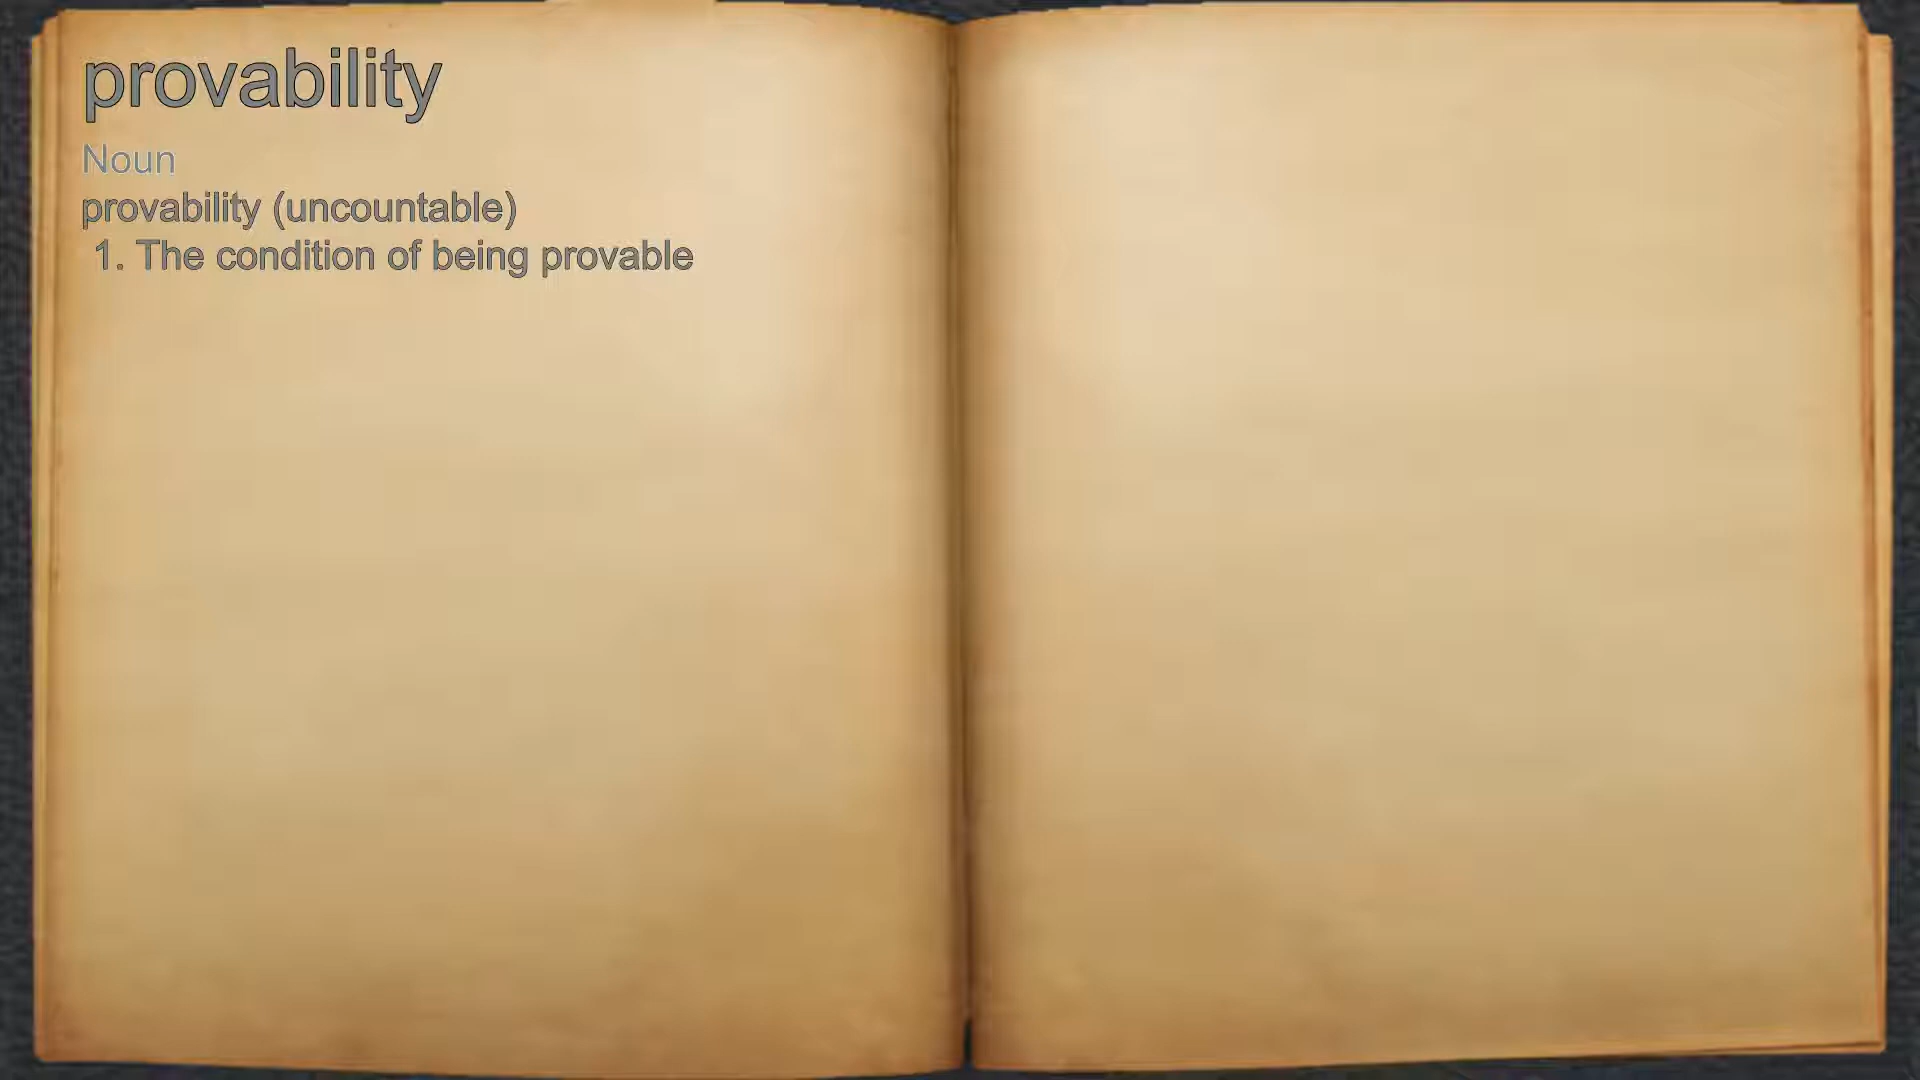 provability
Noun
provability (uncountable)
1. The condition of being provable